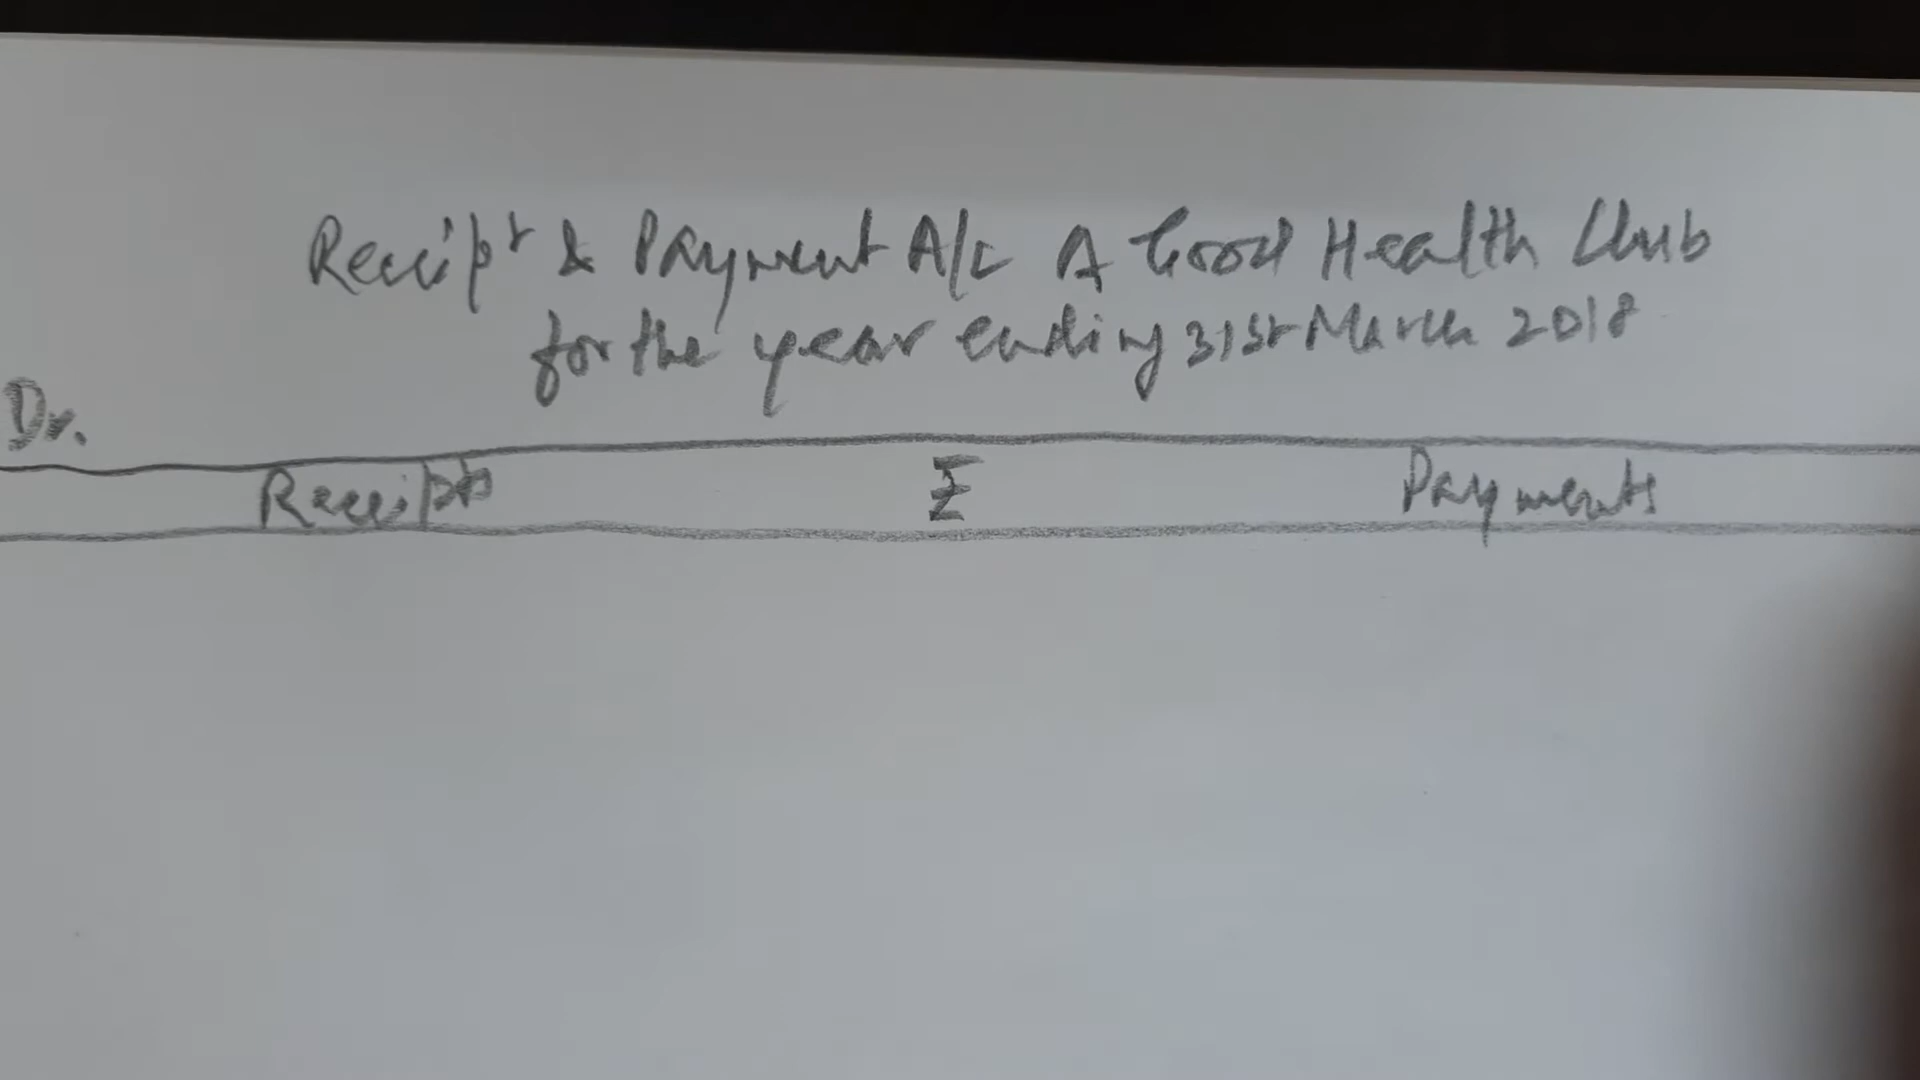 Receipt & Payment A/c A Good Health Club
for the year ending 31st March 2018
Dr.
Receipts ₹ Payments